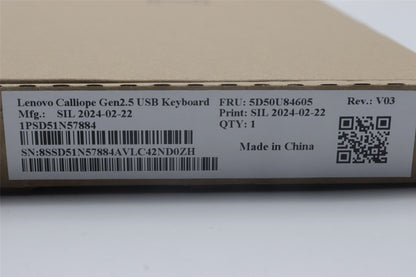 Lenovo Calliope Gen2.5 USB Keyboard FRU: 5D50U84605 Rev.: V03
Mfg.: SIL 2024-02-22 Print: SIL 2024-02-22
1PSD51N57884 QTY: 1
Made in China
SN:8SSD51N57884AVLC42ND0ZH